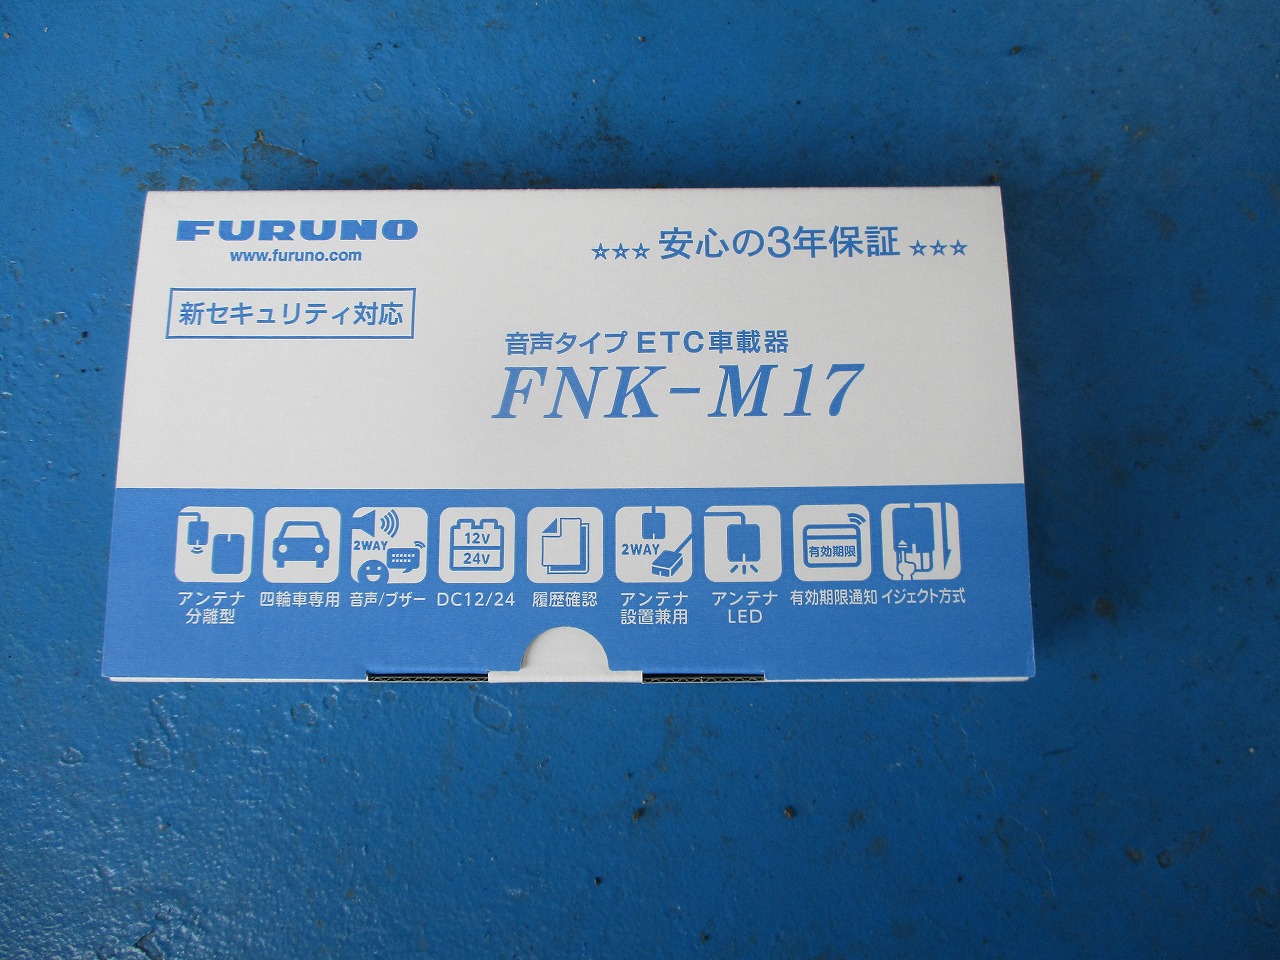 FURUNO
www.furuno.com
☆☆☆ 安心の3年保証 ☆☆☆
新セキュリティ対応
音声タイプ ETC車載器
FNK-M17
2WAY
12V
24V
2WAY
有効期限
アンテナ
分離型
四輪車専用
音声/ブザー
DC12/24
履歴確認
アンテナ
設置兼用
アンテナ
LED
有効期限通知
イジェクト方式